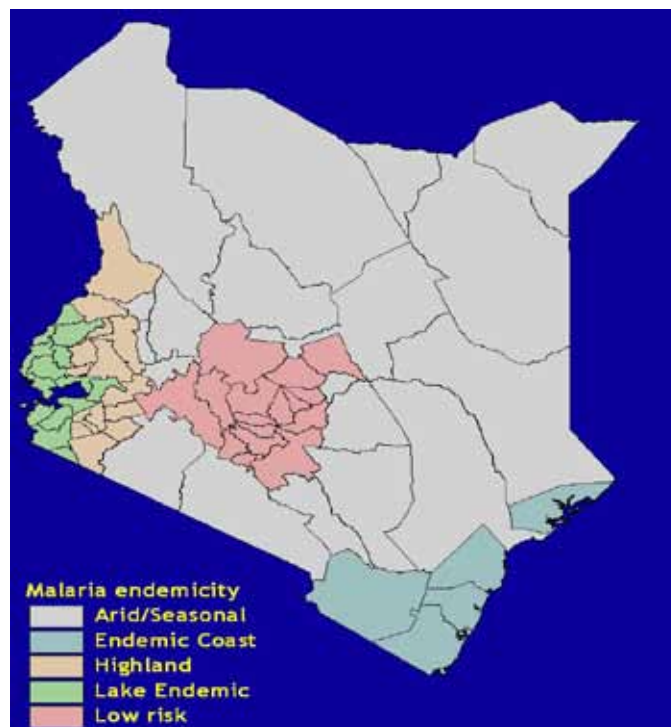 Malaria endemicity
Arid/Seasonal
Endemic Coast
Highland
Lake Endemic
Low risk